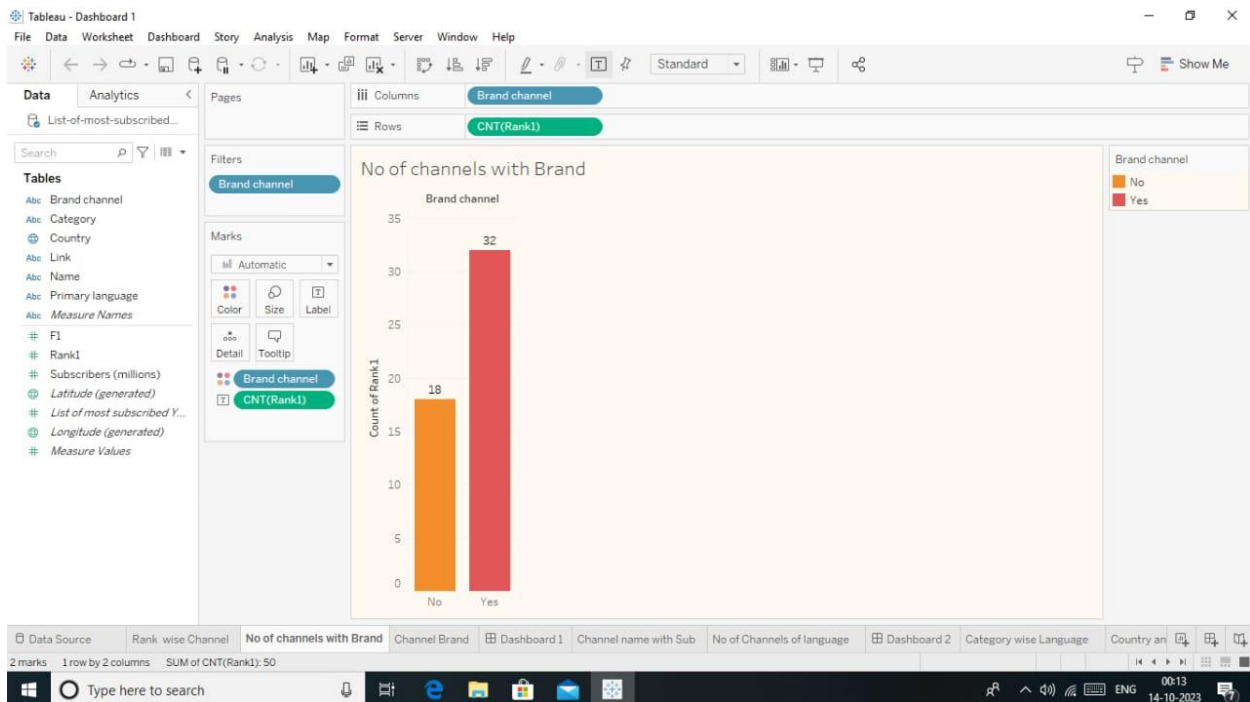 Tableau - Dashboard 1
File Data Worksheet Dashboard Story Analysis Map Format Server Window Help
Standard
Show Me
Data Analytics
List-of-most-subscribed...
Search
Tables
Abc Brand channel
Abc Category
Country
Abc Link
Abc Name
Abc Primary language
Abc Measure Names
# F1
# Rank1
# Subscribers (millions)
Latitude (generated)
# List of most subscribed Y...
Longitude (generated)
# Measure Values
Pages
Filters
Brand channel
Marks
Automatic
Color Size Label
Detail Tooltip
Brand channel
CNT(Rank1)
Columns Brand channel
Rows CNT(Rank1)
No of channels with Brand
Brand channel
Count of Rank1
35
30
25
20
15
10
5
0
18
32
No Yes
Brand channel
No
Yes
Data Source Rank wise Channel No of channels with Brand Channel Brand Dashboard 1 Channel name with Sub No of Channels of language Dashboard 2 Category wise Language Country an
2 marks 1 row by 2 columns SUM of CNT(Rank1): 50
Type here to search
ENG
00:13
14-10-2023
7